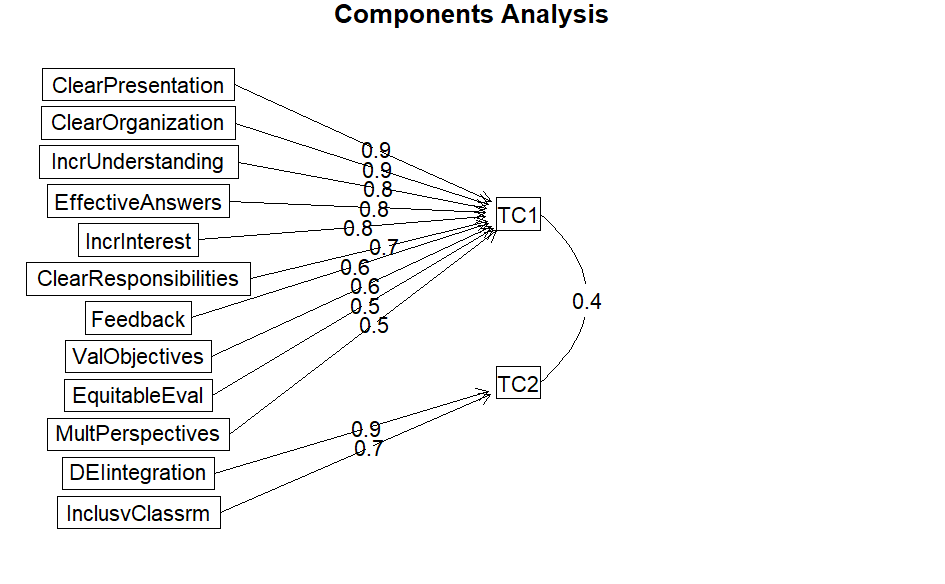 Components Analysis
ClearPresentation
ClearOrganization
IncrUnderstanding
EffectiveAnswers
IncrInterest
ClearResponsibilities
Feedback
ValObjectives
EquitableEval
MultPerspectives
DEIintegration
InclusvClassrm
0.9
0.9
0.8
0.8
0.8
0.7
0.6
0.6
0.5
0.5
0.9
0.7
TC1
TC2
0.4